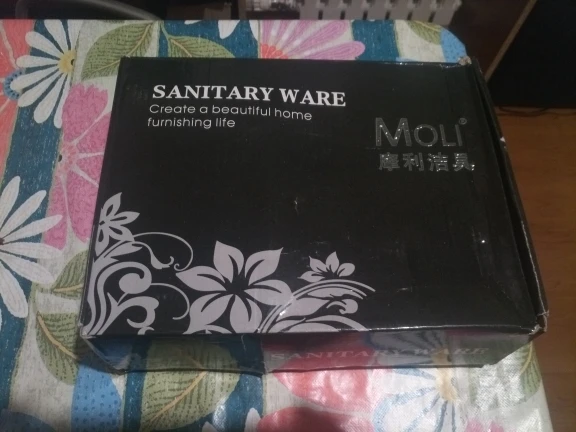 SANITARY WARE
Create a beautiful home
furnishing life
MOLI®
摩利洁具
SANITARY WARE